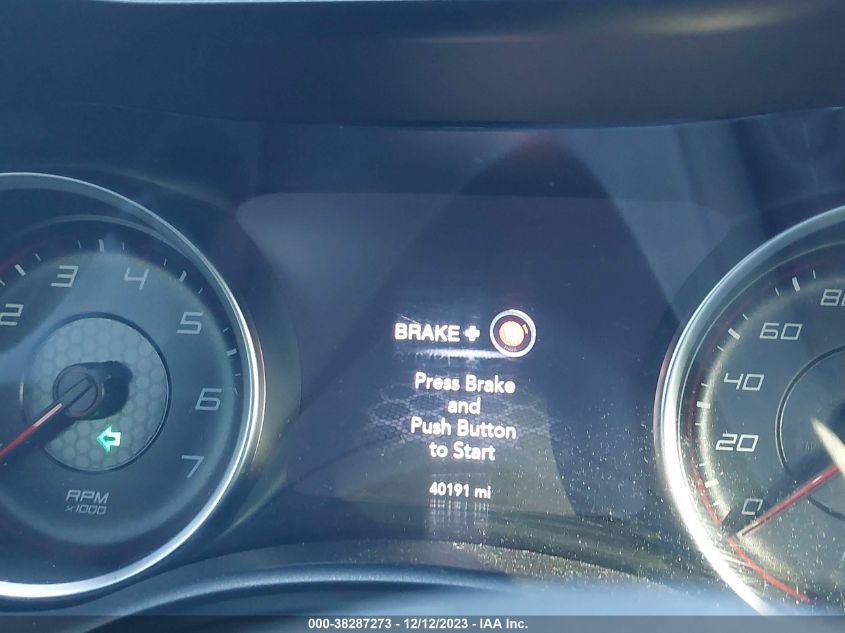 3
4
2
5
6
7
RPM
x1000
BRAKE +
Press Brake
and
Push Button
to Start
40191 mi
80
60
40
20
0
000-38287273 - 12/12/2023 - IAA Inc.